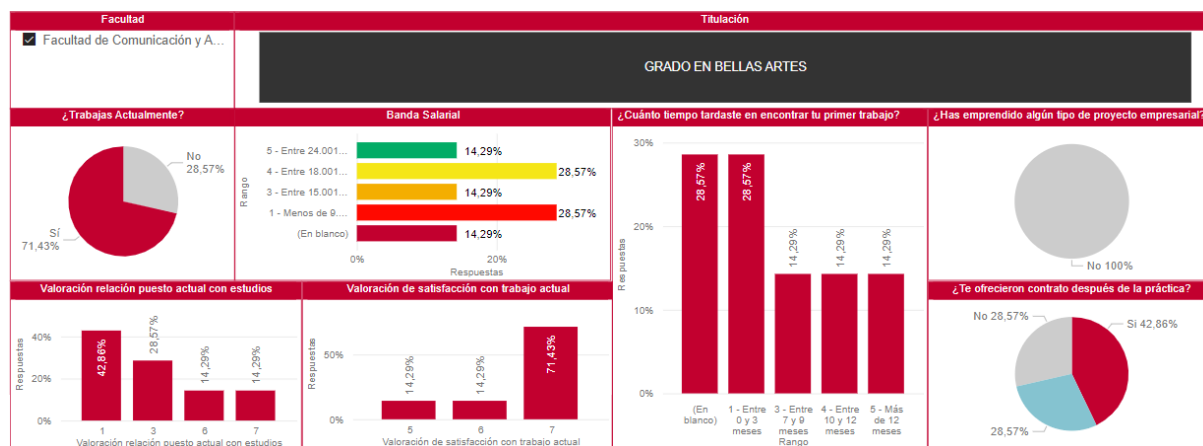 Facultad
Titulación
Facultad de Comunicación y A...
GRADO EN BELLAS ARTES
¿Trabajas Actualmente?
No
28,57%
Sí
71,43%
Banda Salarial
Rango
5 - Entre 24.001...
14,29%
4 - Entre 18.001...
28,57%
3 - Entre 15.001...
14,29%
1 - Menos de 9....
28,57%
(En blanco)
14,29%
0%
20%
Respuestas
¿Cuánto tiempo tardaste en encontrar tu primer trabajo?
Respuestas
30%
20%
10%
0%
28,57%
28,57%
14,29%
14,29%
14,29%
(En
blanco)
1 - Entre
0 y 3
meses
3 - Entre
7 y 9
meses
4 - Entre
10 y 12
meses
5 - Más
de 12
meses
Rango
¿Has emprendido algún tipo de proyecto empresarial?
No 100%
Valoración relación puesto actual con estudios
Respuestas
40%
20%
0%
42,86%
28,57%
14,29%
14,29%
1
3
6
7
Valoración relación puesto actual con estudios
Valoración de satisfacción con trabajo actual
Respuestas
50%
0%
14,29%
14,29%
71,43%
5
6
7
Valoración de satisfacción con trabajo actual
¿Te ofrecieron contrato después de la práctica?
No 28,57%
Si 42,86%
28,57%